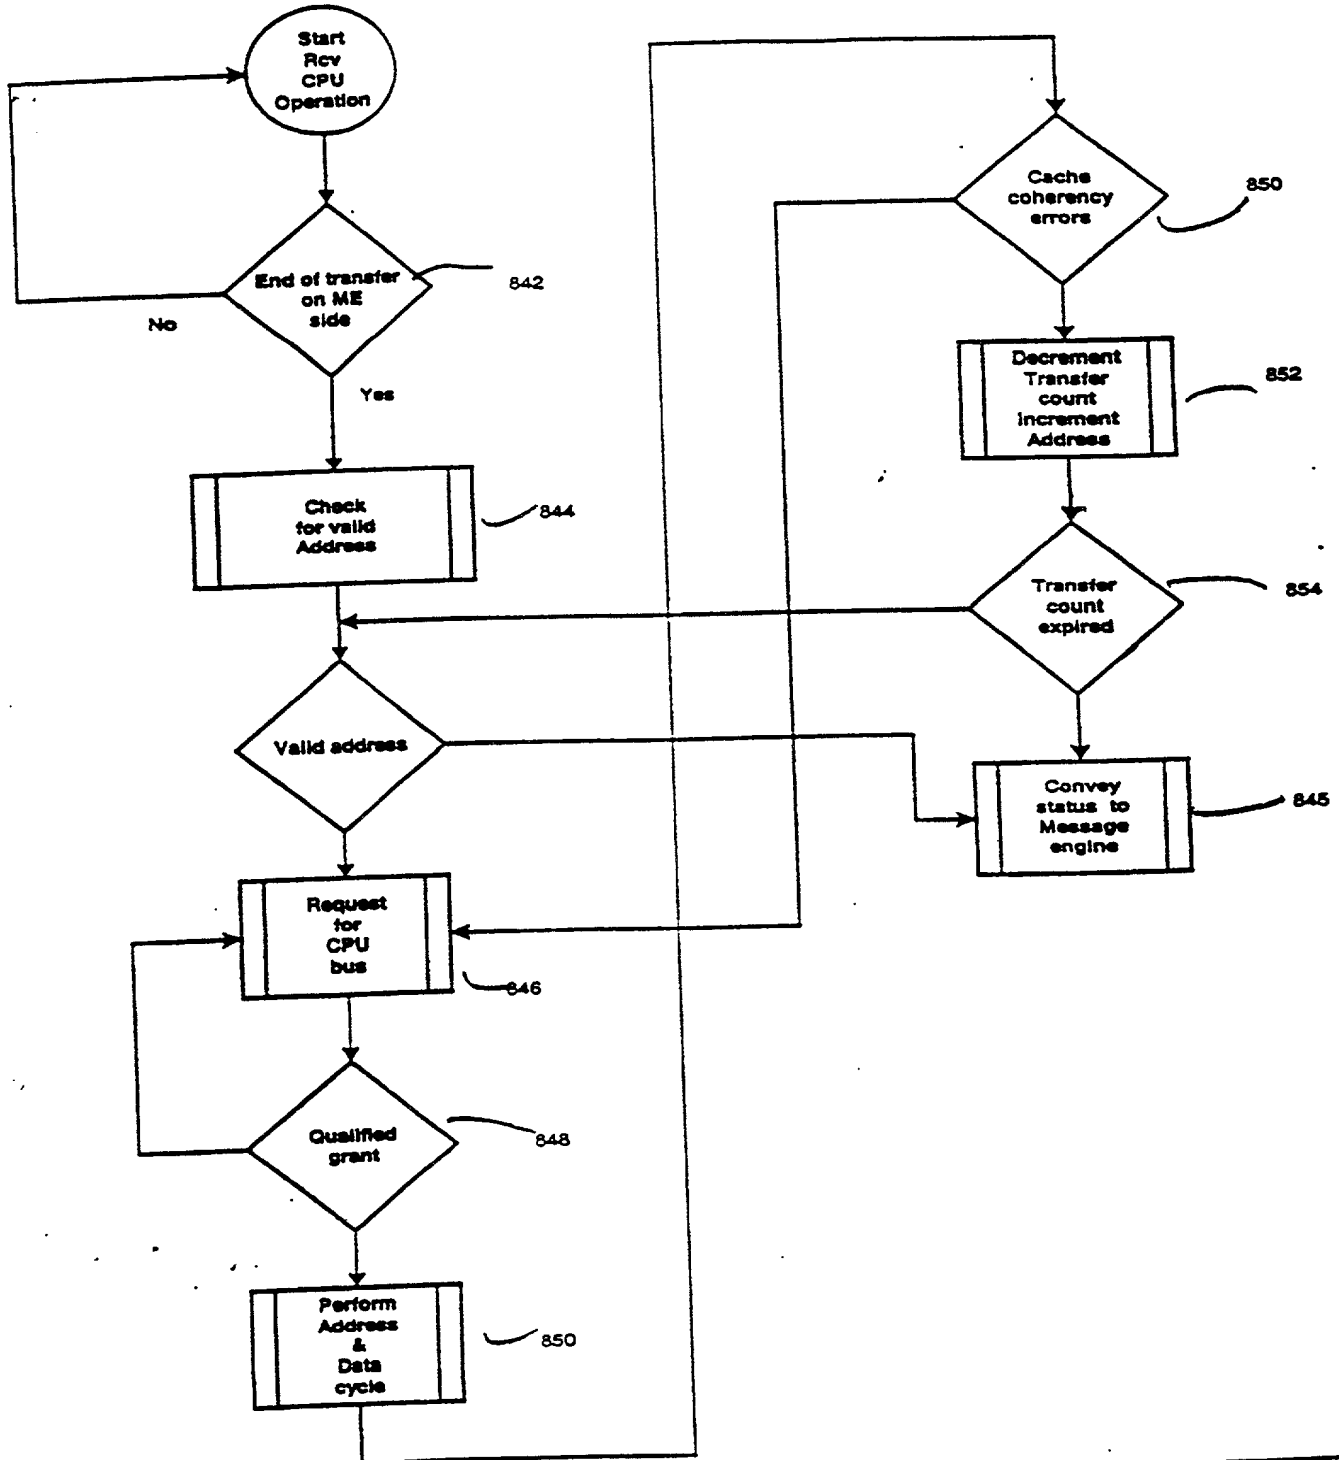 Start
Rcv
CPU
Operation
End of transfer
on ME
side
842
No
Yes
Check
for valid
Address
844
Valid address
Request
for
CPU
bus
846
Qualified
grant
848
Perform
Address
&
Data
cycle
850
Cache
coherency
errors
850
Decrement
Transfer
count
Increment
Address
852
Transfer
count
expired
854
Convey
status to
Message
engine
845